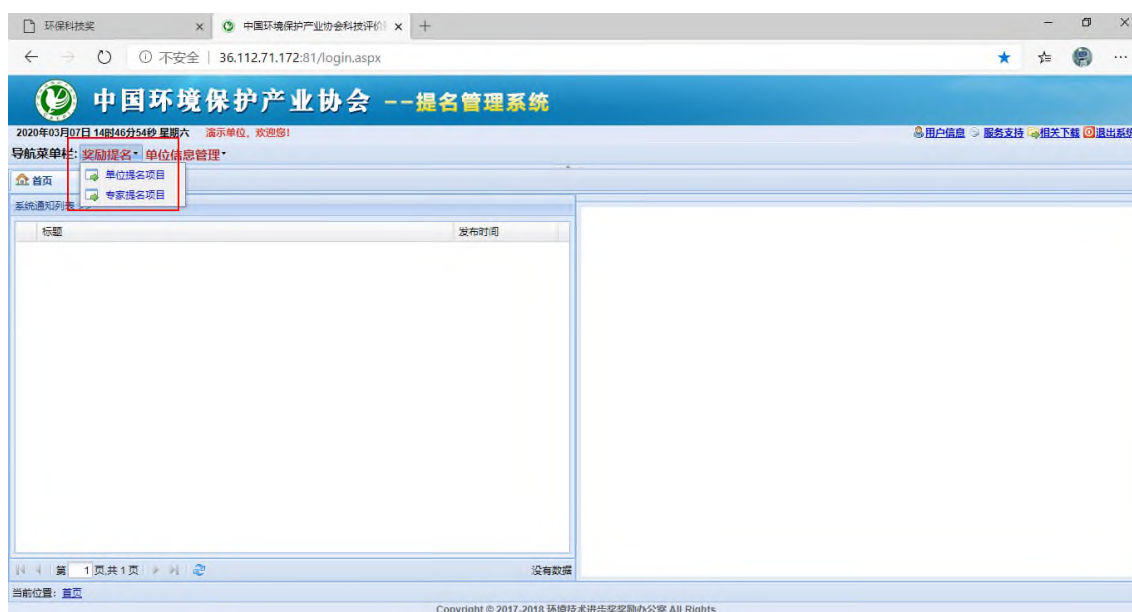 环保科技奖
中国环境保护产业协会科技评价
不安全 | 36.112.71.172:81/login.aspx
中国环境保护产业协会 --提名管理系统
2020年03月07日 14时46分54秒 星期六 演示单位，欢迎您!
用户信息 服务支持 相关下载 退出系统
导航菜单栏: 奖励提名 单位信息管理
首页
单位提名项目
专家提名项目
系统通知列表 >>
标题 发布时间
第 1 页,共 1 页
没有数据
当前位置: 首页
Copyright © 2017-2018 环境技术进步奖奖励办公室 All Rights